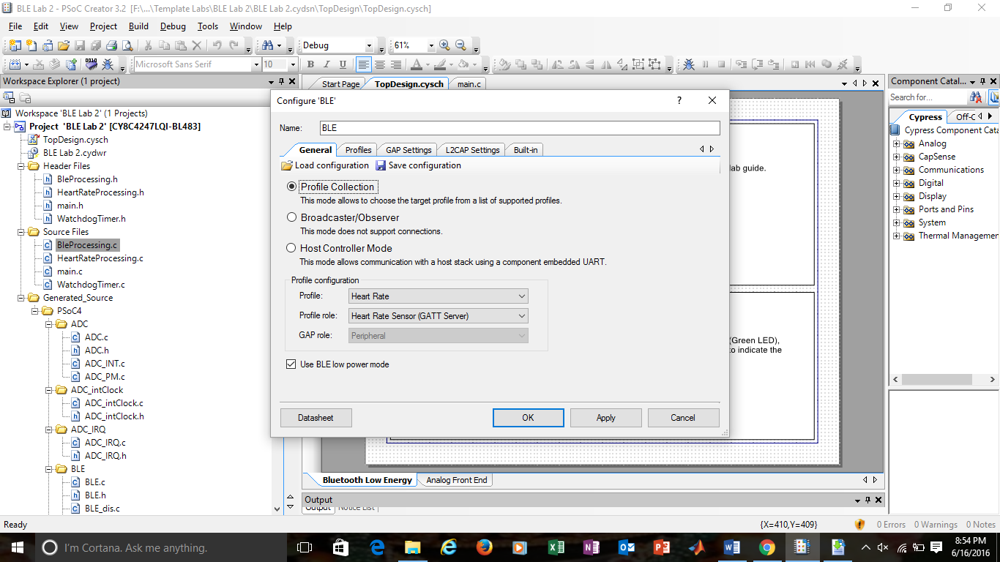 BLE Lab 2 - PSoC Creator 3.2 [F:\...\Template Labs\BLE Lab 2\BLE Lab 2.cydsn\TopDesign\TopDesign.cysch]
File Edit View Project Build Debug Tools Window Help
Debug 61%
Microsoft Sans Serif 10 B I U
Workspace Explorer (1 project)
Workspace 'BLE Lab 2' (1 Projects)
Project 'BLE Lab 2' [CY8C4247LQI-BL483]
TopDesign.cysch
BLE Lab 2.cydwr
Header Files
BleProcessing.h
HeartRateProcessing.h
main.h
WatchdogTimer.h
Source Files
BleProcessing.c
HeartRateProcessing.c
main.c
WatchdogTimer.c
Generated_Source
PSoC4
ADC
ADC.c
ADC.h
ADC_INT.c
ADC_PM.c
ADC_intClock
ADC_intClock.c
ADC_intClock.h
ADC_IRQ
ADC_IRQ.c
ADC_IRQ.h
BLE
BLE.c
BLE.h
BLE_dis.c
Start Page TopDesign.cysch main.c
Configure 'BLE' ?
Name: BLE
General Profiles GAP Settings L2CAP Settings Built-in
Load configuration Save configuration
Profile Collection
This mode allows to choose the target profile from a list of supported profiles.
Broadcaster/Observer
This mode does not support connections.
Host Controller Mode
This mode allows communication with a host stack using a component embedded UART.
Profile configuration
Profile: Heart Rate
Profile role: Heart Rate Sensor (GATT Server)
GAP role: Peripheral
Use BLE low power mode
Datasheet OK Apply Cancel
lab guide.
(Green LED),
to indicate the
Bluetooth Low Energy Analog Front End
Output
Output Notice List
Component Catal...
Search for...
Cypress Off-C
Cypress Component Cata
Analog
CapSense
Communications
Digital
Display
Ports and Pins
System
Thermal Managemen
Ready {X=410,Y=409} 0 Errors 0 Warnings 0 Notes
I'm Cortana. Ask me anything.
8:54 PM
6/16/2016